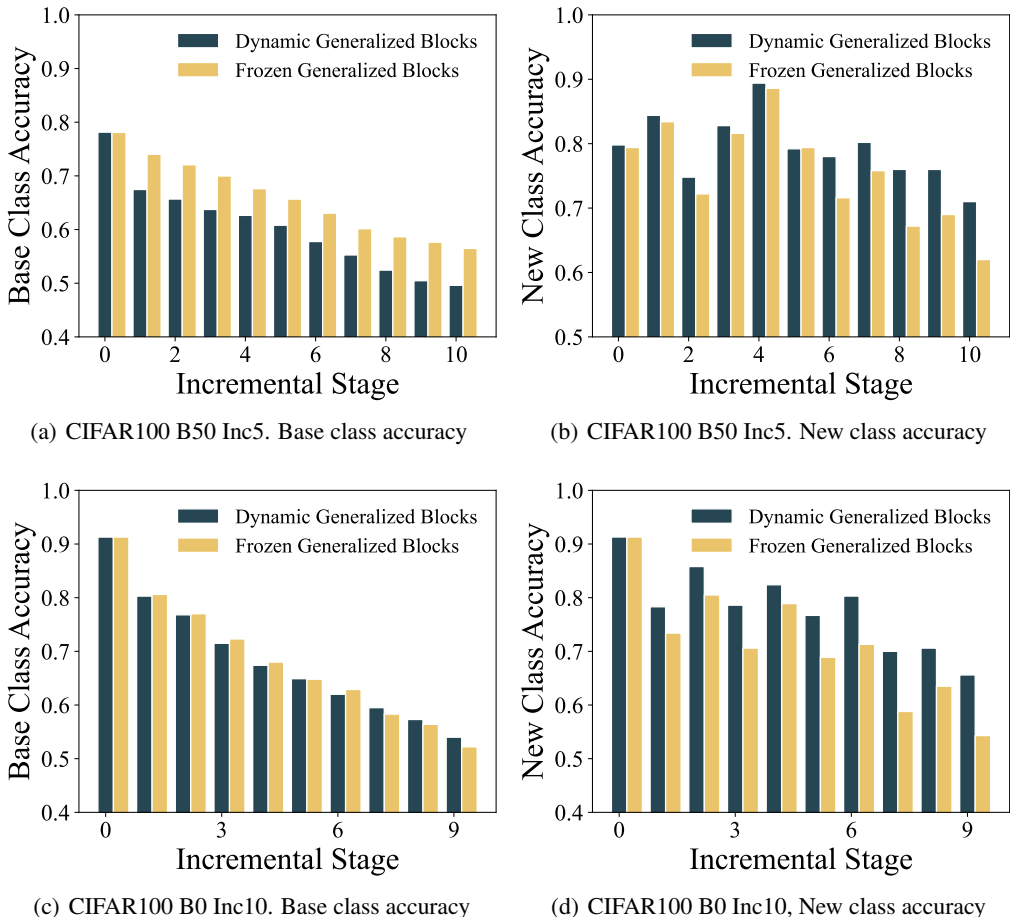 1.0
0.9
0.8
0.7
0.6
0.5
0.4
Base Class Accuracy
Dynamic Generalized Blocks
Frozen Generalized Blocks
0 2 4 6 8 10
Incremental Stage
(a) CIFAR100 B50 Inc5. Base class accuracy
1.0
0.9
0.8
0.7
0.6
0.5
New Class Accuracy
Dynamic Generalized Blocks
Frozen Generalized Blocks
0 2 4 6 8 10
Incremental Stage
(b) CIFAR100 B50 Inc5. New class accuracy
1.0
0.9
0.8
0.7
0.6
0.5
0.4
Base Class Accuracy
Dynamic Generalized Blocks
Frozen Generalized Blocks
0 3 6 9
Incremental Stage
(c) CIFAR100 B0 Inc10. Base class accuracy
1.0
0.9
0.8
0.7
0.6
0.5
0.4
New Class Accuracy
Dynamic Generalized Blocks
Frozen Generalized Blocks
0 3 6 9
Incremental Stage
(d) CIFAR100 B0 Inc10, New class accuracy